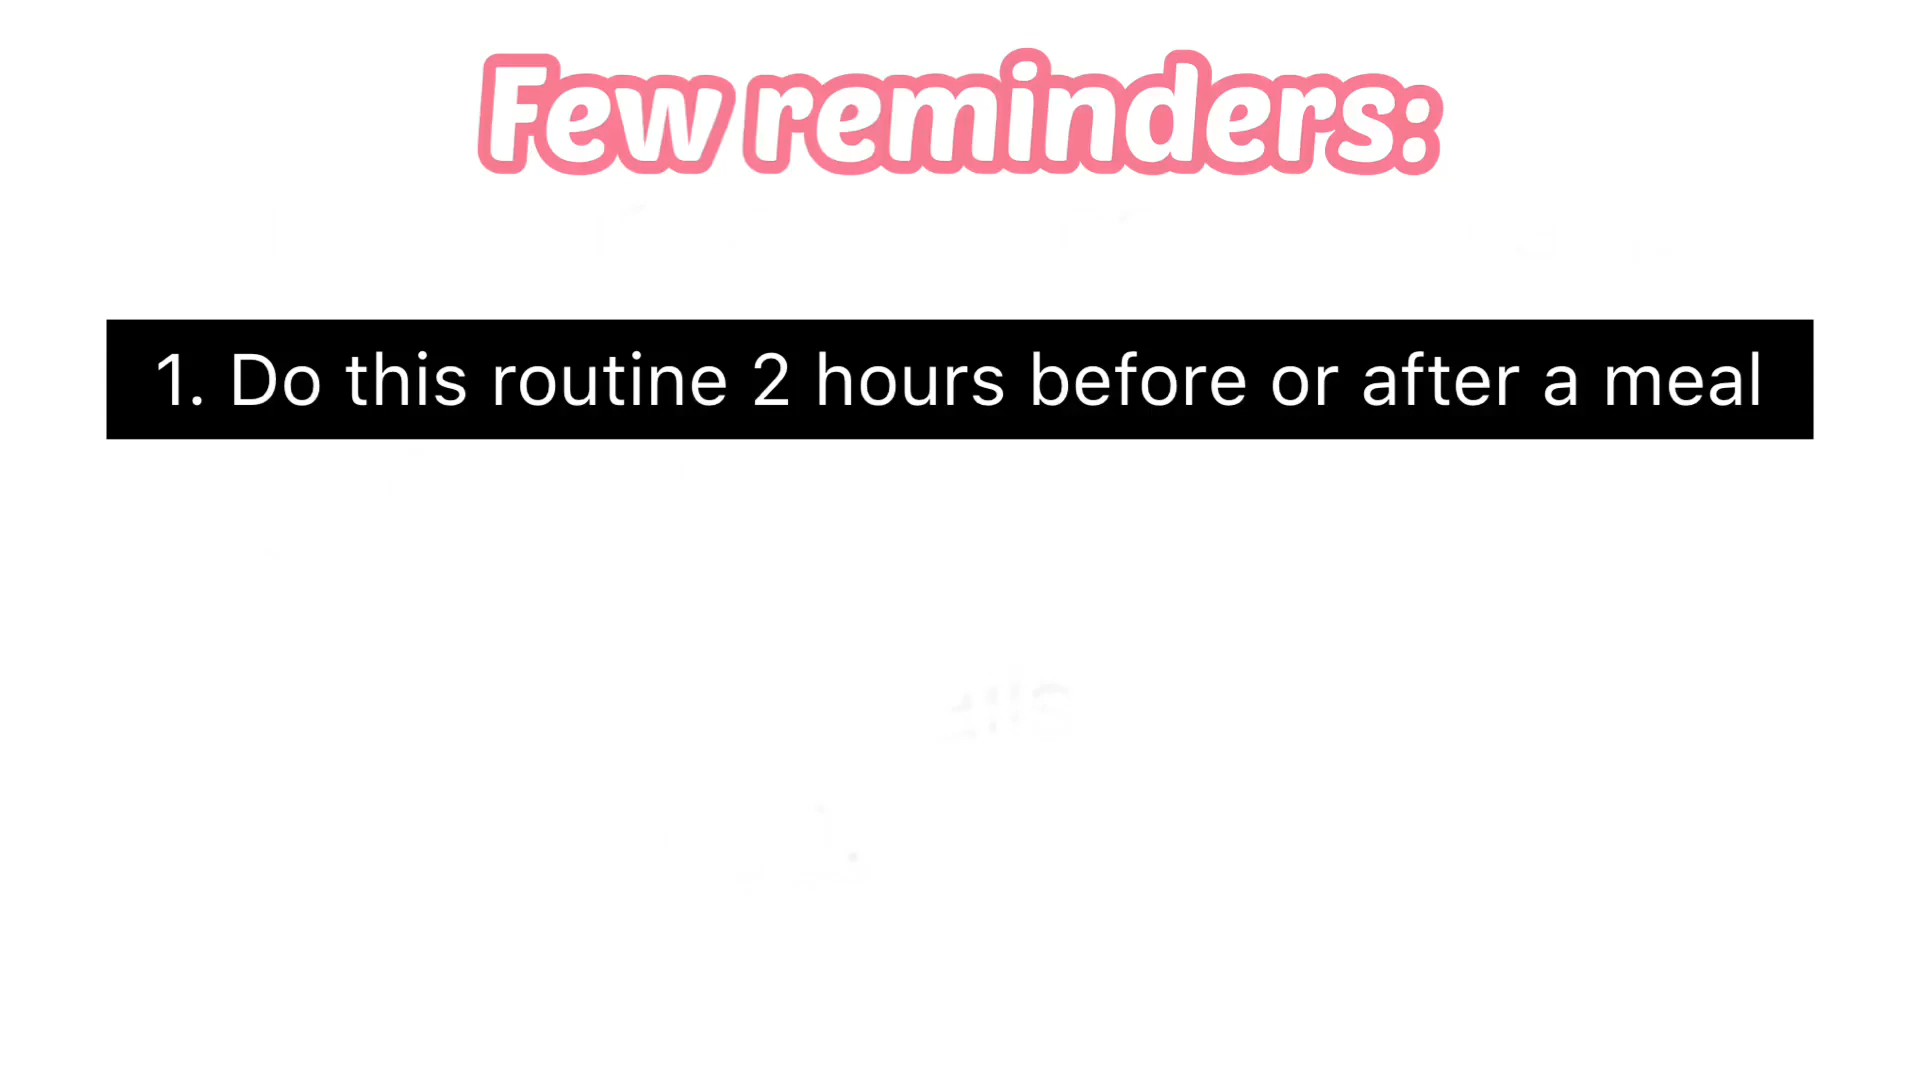 Few reminders:
1. Do this routine 2 hours before or after a meal